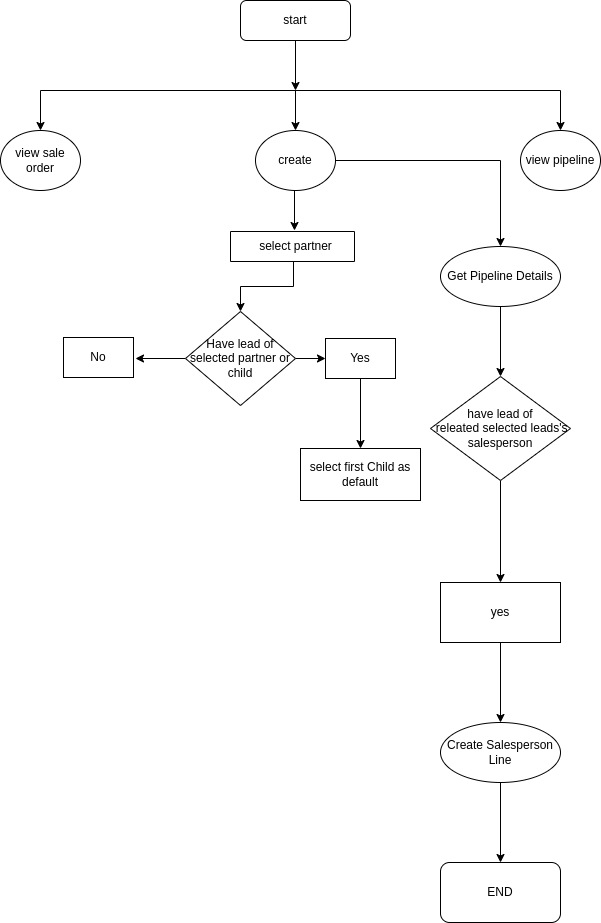 start
view sale
order
create
view pipeline
select partner
Get Pipeline Details
Have lead of
selected partner or
child
No
Yes
have lead of
releated selected leads's
salesperson
select first Child as
default
yes
Create Salesperson
Line
END